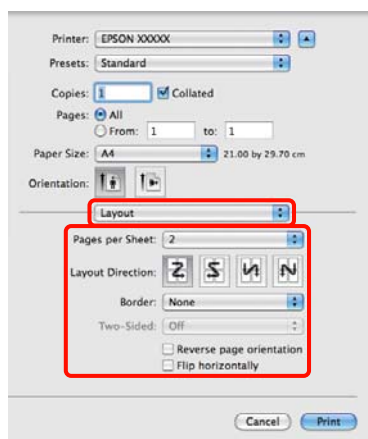 Printer: EPSON XXXXX
Presets: Standard
Copies: 1 Collated
Pages: All
From: 1 to: 1
Paper Size: A4 21.00 by 29.70 cm
Orientation:
Layout
Pages per Sheet: 2
Layout Direction:
Border: None
Two-Sided: Off
Reverse page orientation
Flip horizontally
Cancel Print